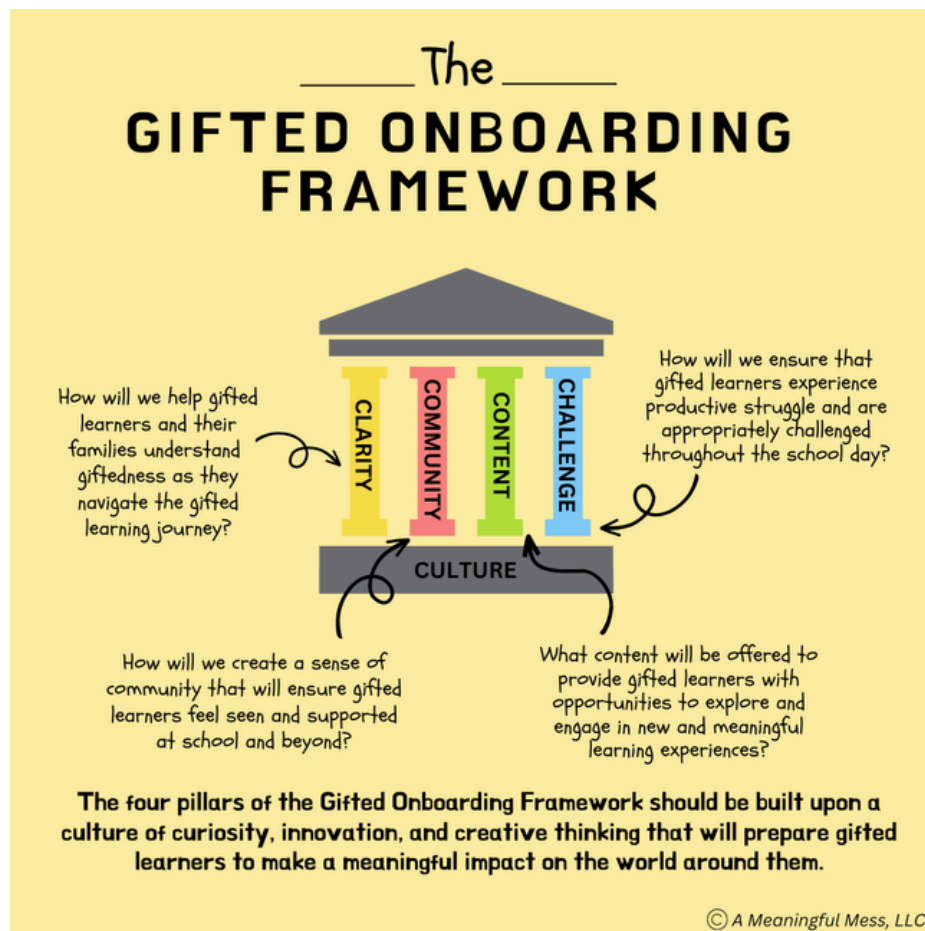 The
GIFTED ONBOARDING
FRAMEWORK
How will we help gifted
learners and their
families understand
giftedness as they
navigate the gifted
learning journey?
CLARITY
COMMUNITY
CONTENT
CHALLENGE
How will we ensure that
gifted learners experience
productive struggle and are
appropriately challenged
throughout the school day?
CULTURE
How will we create a sense of
community that will ensure gifted
learners feel seen and supported
at school and beyond?
What content will be offered to
provide gifted learners with
opportunities to explore and
engage in new and meaningful
learning experiences?
The four pillars of the Gifted Onboarding Framework should be built upon a
culture of curiosity, innovation, and creative thinking that will prepare gifted
learners to make a meaningful impact on the world around them.
© A Meaningful Mess, LLC